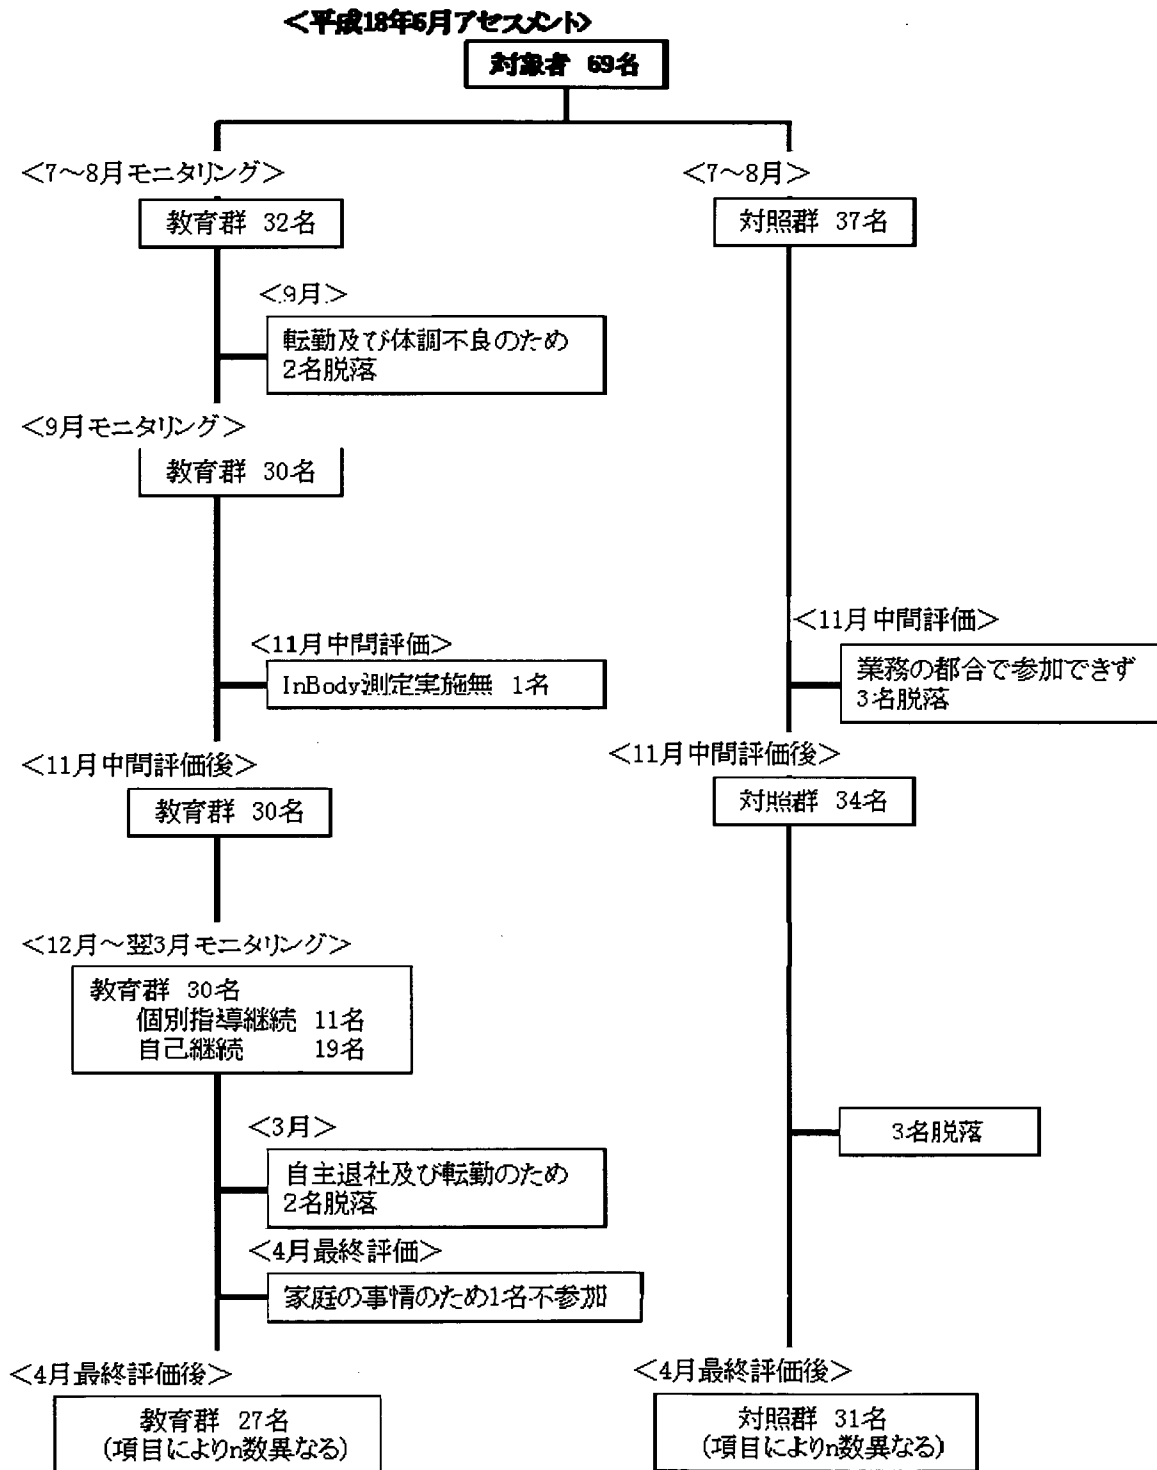 ＜平成18年6月アセスメント＞
対象者 69名
＜7～8月モニタリング＞
教育群 32名
＜9月＞
転勤及び体調不良のため
2名脱落
＜9月モニタリング＞
教育群 30名
＜11月中間評価＞
InBody測定実施無 1名
＜11月中間評価後＞
教育群 30名
＜12月～翌3月モニタリング＞
教育群 30名
個別指導継続 11名
自己継続 19名
＜3月＞
自主退社及び転勤のため
2名脱落
＜4月最終評価＞
家庭の事情のため1名不参加
＜4月最終評価後＞
教育群 27名
(項目によりn数異なる)
＜7～8月＞
対照群 37名
＜11月中間評価＞
業務の都合で参加できず
3名脱落
＜11月中間評価後＞
対照群 34名
3名脱落
＜4月最終評価後＞
対照群 31名
(項目によりn数異なる)